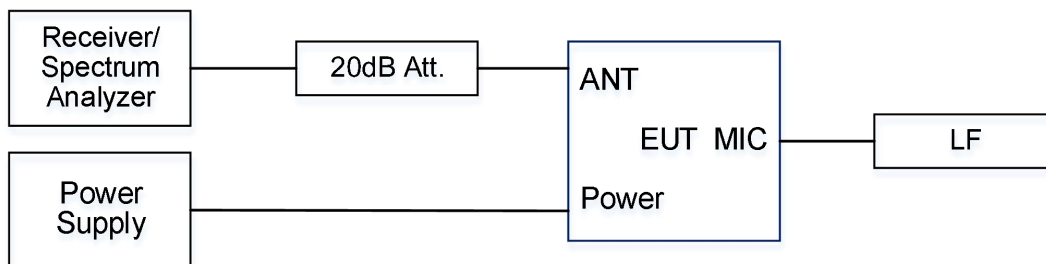 Receiver/
Spectrum
Analyzer
20dB Att.
ANT
EUT MIC
LF
Power
Power
Supply